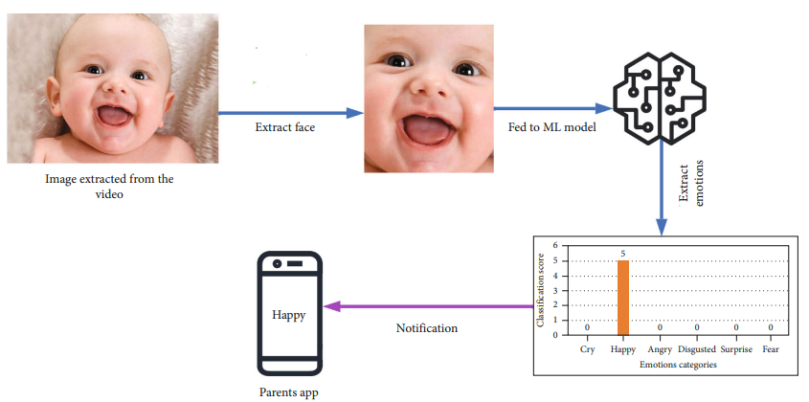 Extract face
Fed to ML model
Image extracted from the
video
Extract
emotions
Classification score
6
5
4
3
2
1
0
0
5
0
0
0
0
Cry
Happy
Angry
Disgusted
Surprise
Fear
Emotions categories
Happy
Notification
Parents app